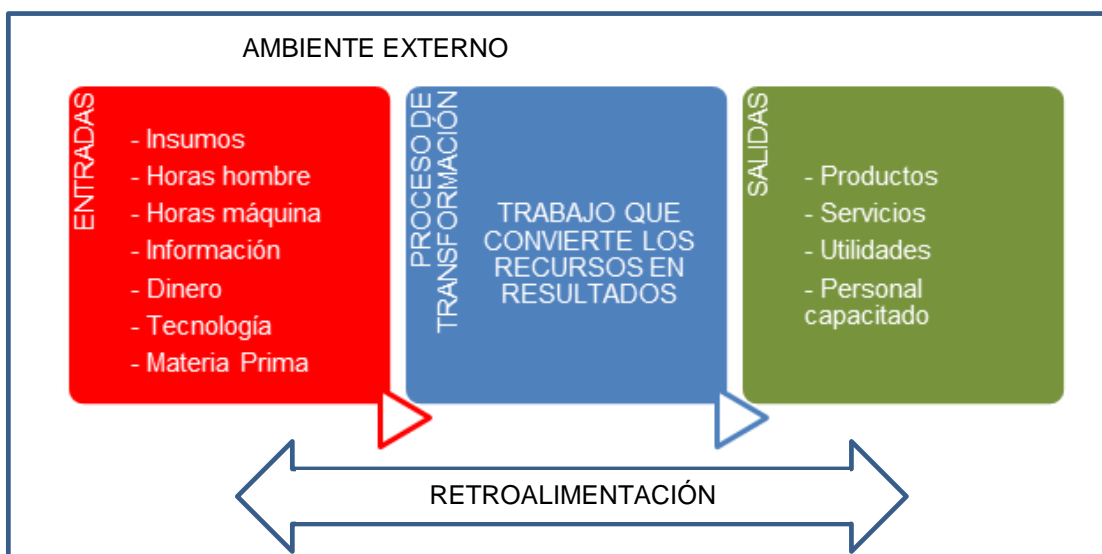 AMBIENTE EXTERNO
ENTRADAS
- Insumos
- Horas hombre
- Horas máquina
- Información
- Dinero
- Tecnología
- Materia Prima
PROCESO DE
TRANSFORMACIÓN
TRABAJO QUE
CONVIERTE LOS
RECURSOS EN
RESULTADOS
SALIDAS
- Productos
- Servicios
- Utilidades
- Personal
capacitado
RETROALIMENTACIÓN